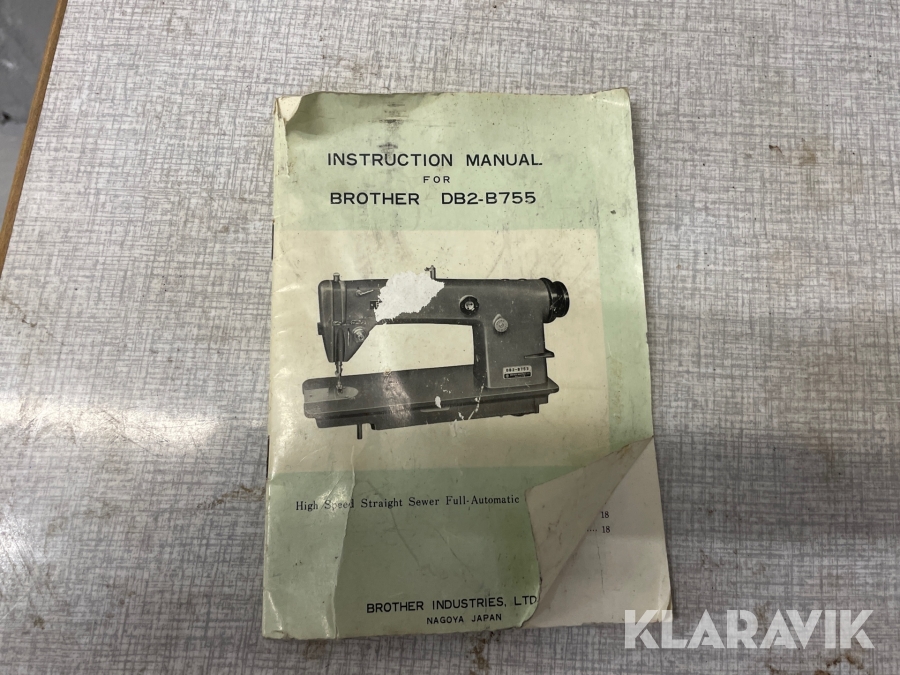 INSTRUCTION MANUAL
FOR
BROTHER DB2-B755
DB2-B755
High Speed Straight Sewer Full-Automatic
18
.... 18
BROTHER INDUSTRIES, LTD
NAGOYA JAPAN
KLARAVIK